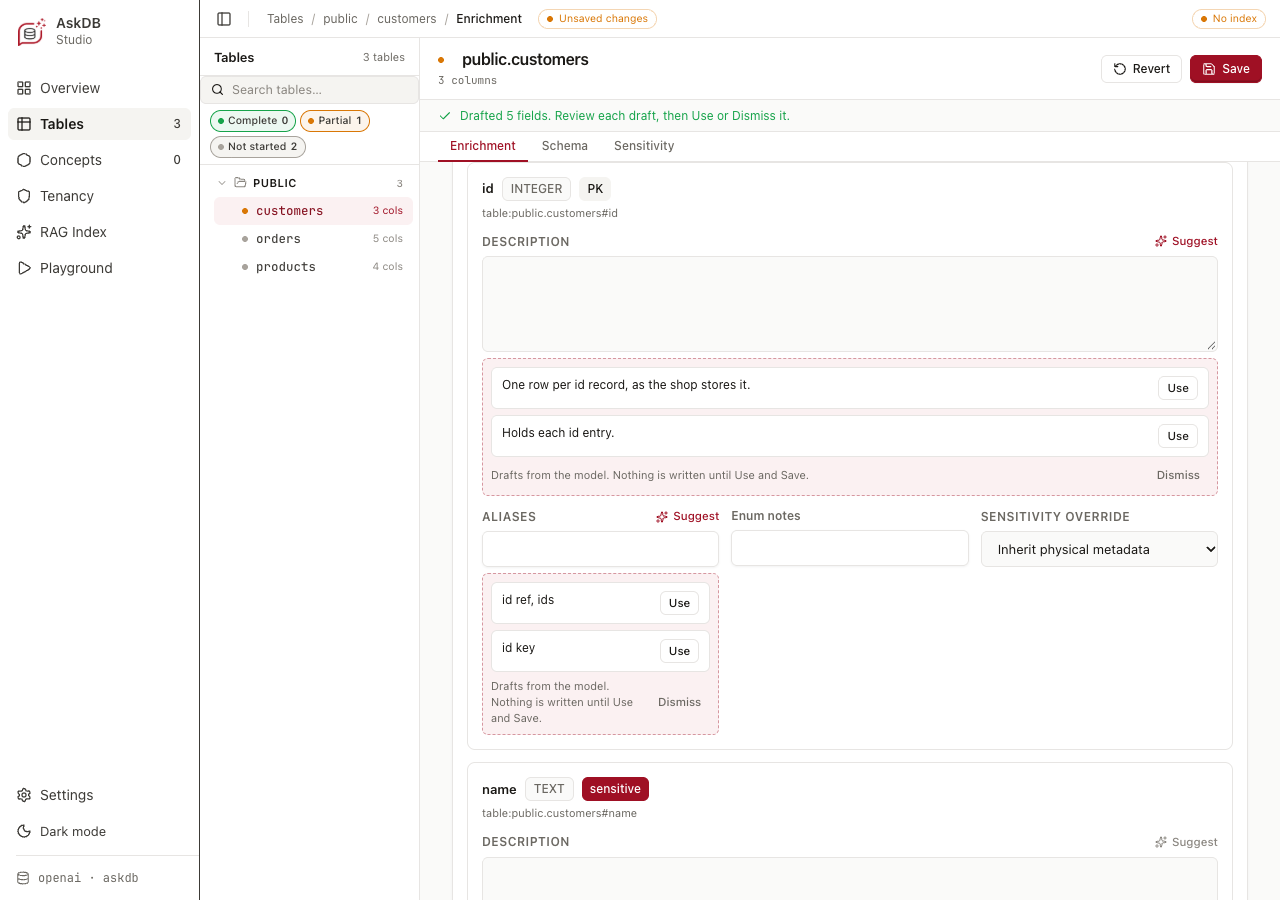 AskDB
Studio
Overview
Tables 3
Concepts 0
Tenancy
RAG Index
Playground
Settings
Dark mode
openai · askdb
Tables / public / customers / Enrichment
Unsaved changes
No index
Tables 3 tables
Search tables...
Complete 0
Partial 1
Not started 2
PUBLIC 3
customers 3 cols
orders 5 cols
products 4 cols
public.customers
3 columns
Revert
Save
Drafted 5 fields. Review each draft, then Use or Dismiss it.
Enrichment
Schema
Sensitivity
id INTEGER PK
table:public.customers#id
DESCRIPTION Suggest
One row per id record, as the shop stores it. Use
Holds each id entry. Use
Drafts from the model. Nothing is written until Use and Save. Dismiss
ALIASES Suggest
Enum notes
SENSITIVITY OVERRIDE
Inherit physical metadata
id ref, ids Use
id key Use
Drafts from the model.
Nothing is written until Use
and Save.
Dismiss
name TEXT sensitive
table:public.customers#name
DESCRIPTION Suggest